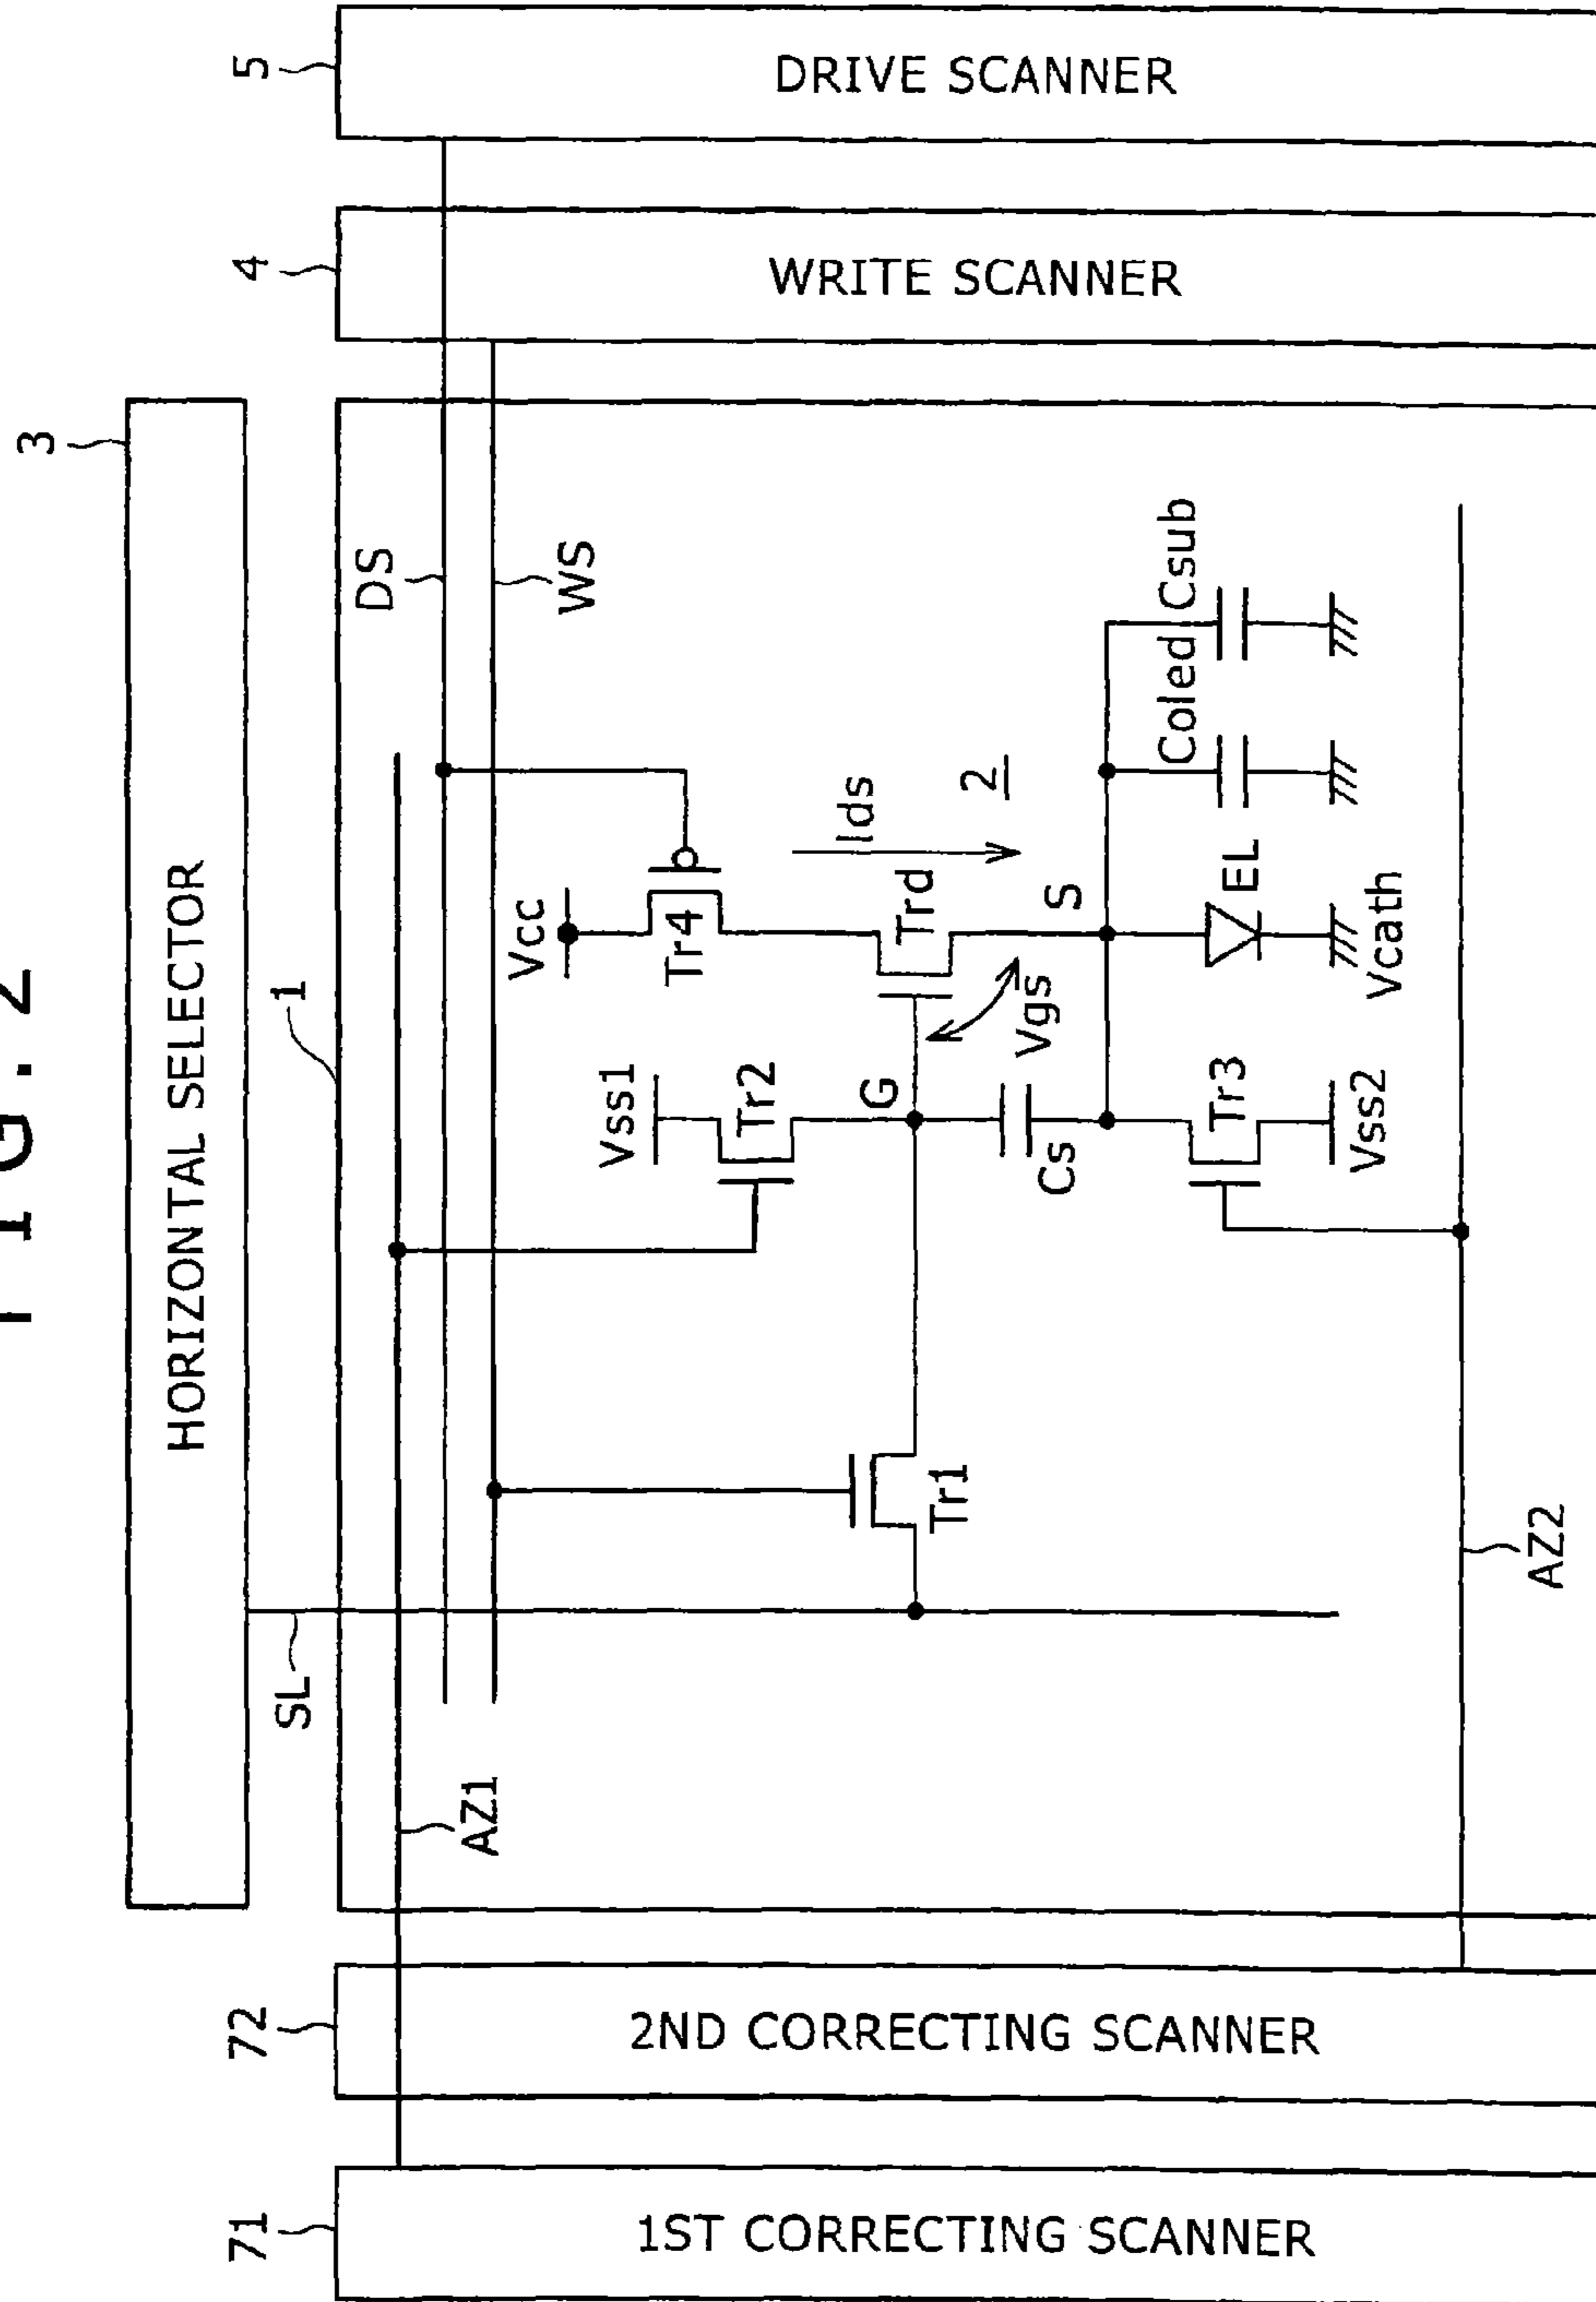 FIG. 2
3
HORIZONTAL SELECTOR
1
SL
5
DRIVE SCANNER
4
WRITE SCANNER
72
2ND CORRECTING SCANNER
71
1ST CORRECTING SCANNER
DS
WS
AZ1
Vcc
Vss1
Tr4
Tr2
Ids
Trd
G
2
Tr1
Vgs
S
Cs
Coled
Csub
Tr3
EL
Vss2
Vcath
AZ2